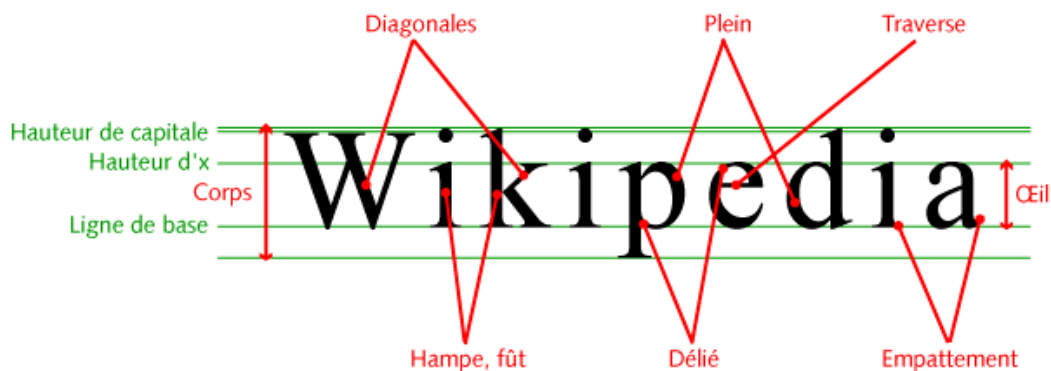 Diagonales Plein Traverse
Hauteur de capitale
Hauteur d'x
Corps Œil
Ligne de base
Wikipedia
Hampe, fût Délié Empattement